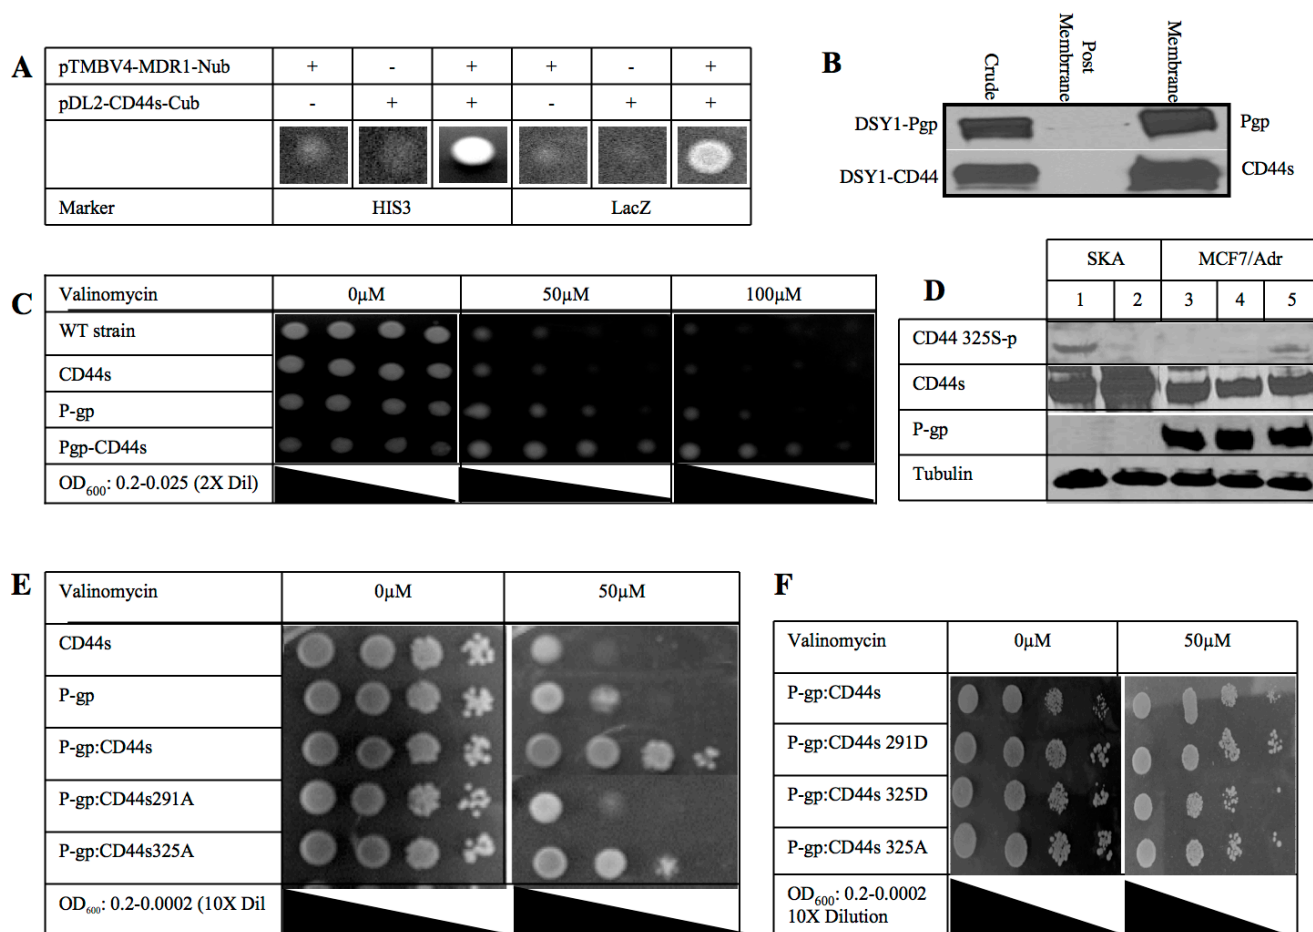 A
pTMBV4-MDR1-Nub + - + + - +
pDL2-CD44s-Cub - + + - + +
Marker HIS3 LacZ
B
Crude
Post
Membrrane
Membrane
DSY1-Pgp Pgp
DSY1-CD44 CD44s
C
Valinomycin 0µM 50µM 100µM
WT strain
CD44s
P-gp
Pgp-CD44s
OD600: 0.2-0.025 (2X Dil)
D
SKA MCF7/Adr
1 2 3 4 5
CD44 325S-p
CD44s
P-gp
Tubulin
E
Valinomycin 0µM 50µM
CD44s
P-gp
P-gp:CD44s
P-gp:CD44s291A
P-gp:CD44s325A
OD600: 0.2-0.0002 (10X Dil
F
Valinomycin 0µM 50µM
P-gp:CD44s
P-gp:CD44s 291D
P-gp:CD44s 325D
P-gp:CD44s 325A
OD600: 0.2-0.0002
10X Dilution